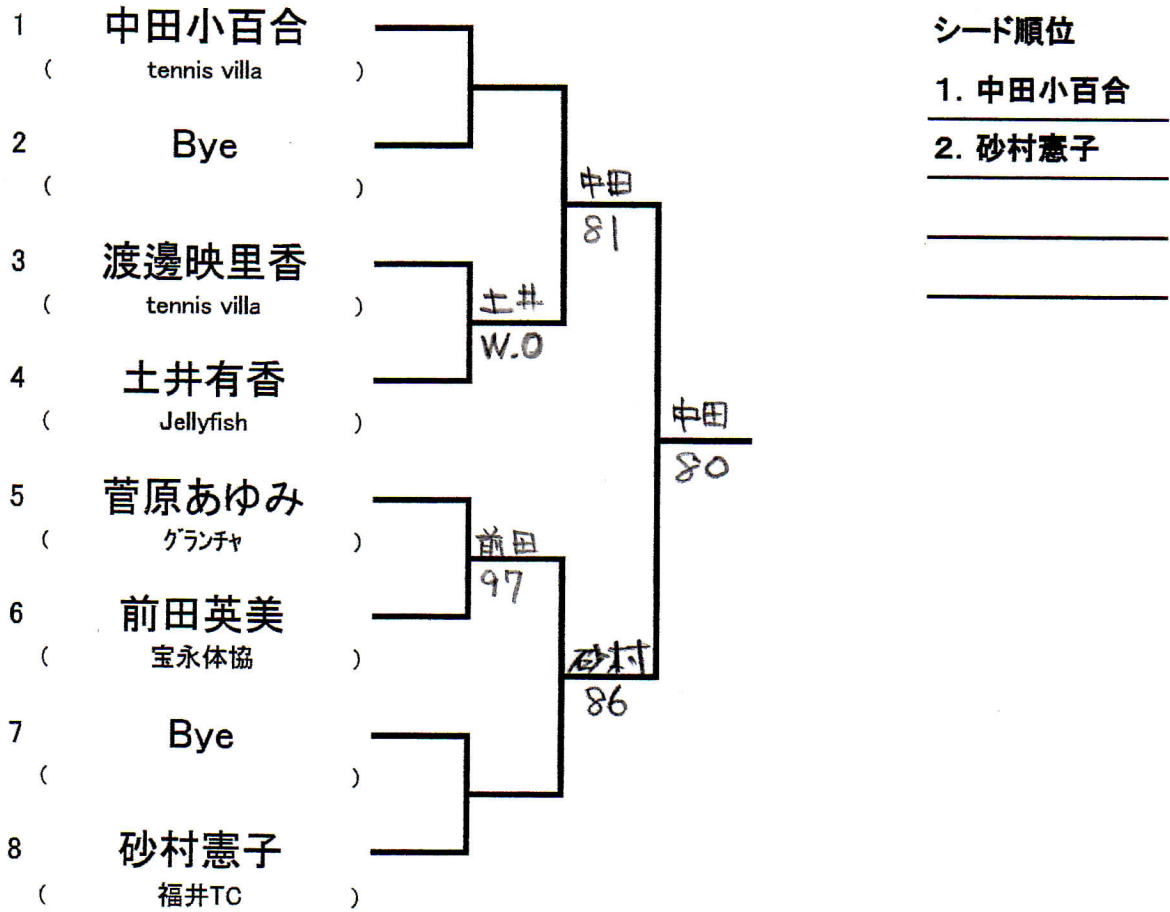 1 中田小百合
( tennis villa )
2 Bye
( )
3 渡邊映里香
( tennis villa )
4 土井有香
( Jellyfish )
5 菅原あゆみ
( グランチャ )
6 前田英美
( 宝永体協 )
7 Bye
( )
8 砂村憲子
( 福井TC )
土井
W.O
前田
97
中田
81
砂村
86
中田
80
シード順位
1. 中田小百合
2. 砂村憲子